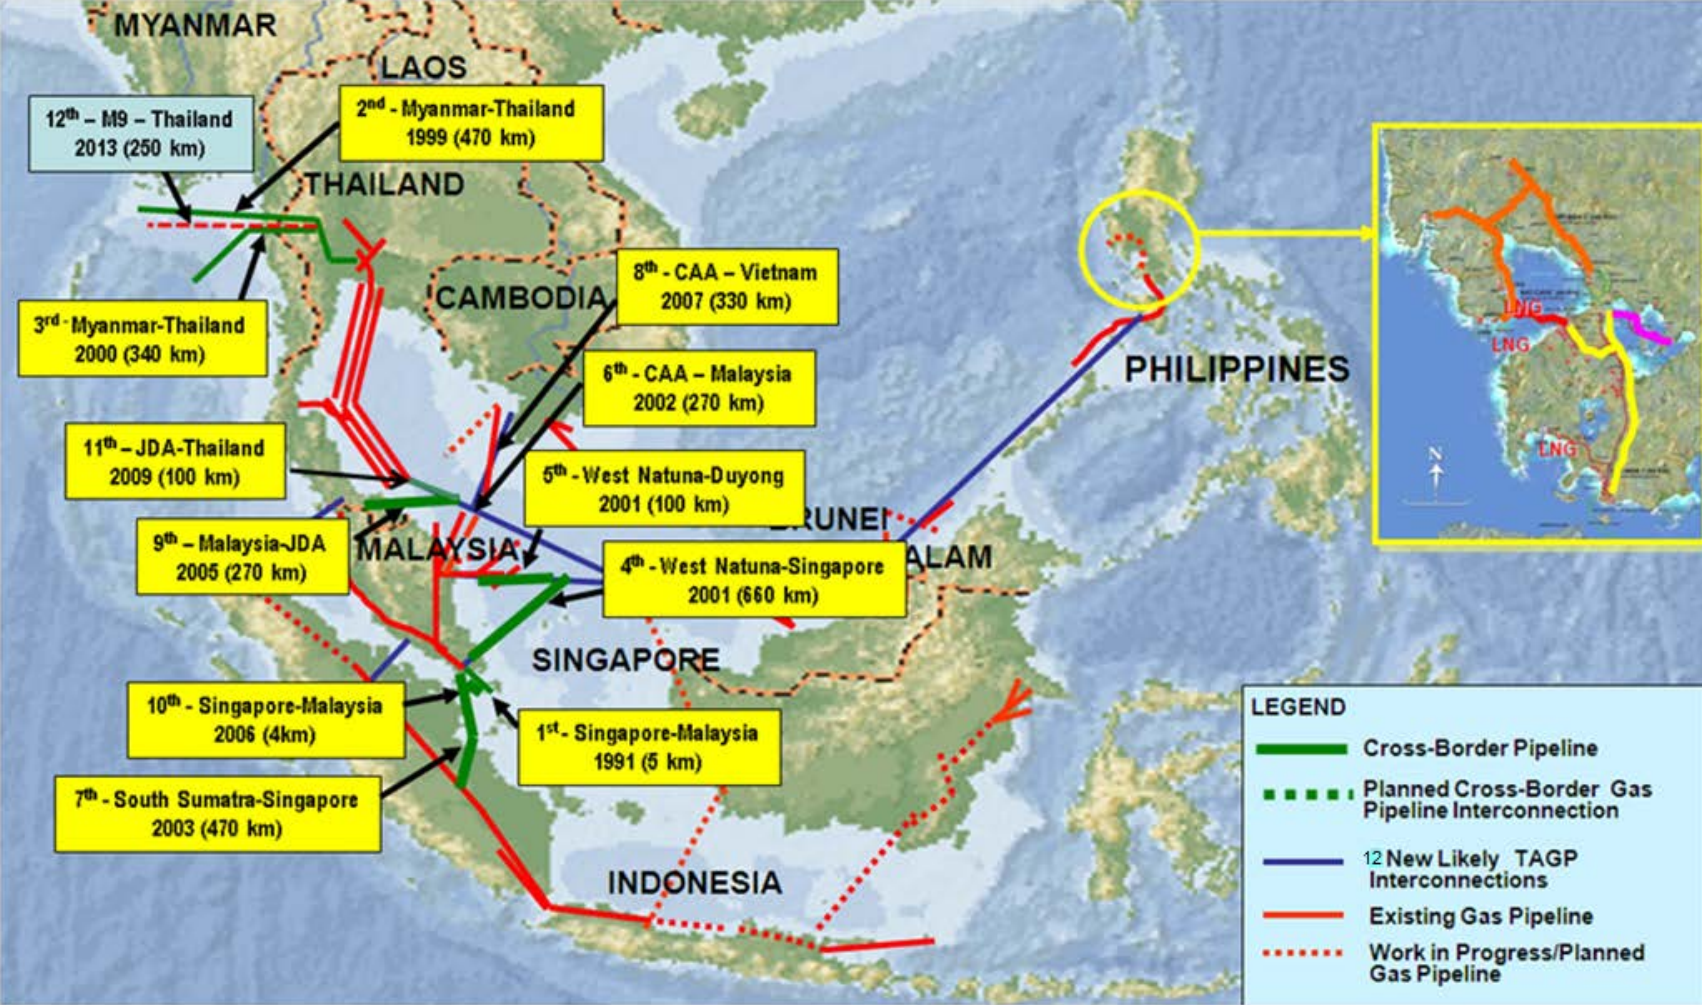 MYANMAR
LAOS
12th – M9 – Thailand
2013 (250 km)
2nd - Myanmar-Thailand
1999 (470 km)
THAILAND
8th - CAA – Vietnam
2007 (330 km)
CAMBODIA
3rd - Myanmar-Thailand
2000 (340 km)
6th - CAA – Malaysia
2002 (270 km)
PHILIPPINES
LNG
LNG
LNG
N
11th – JDA-Thailand
2009 (100 km)
5th - West Natuna-Duyong
2001 (100 km)
BRUNEI
ALAM
9th – Malaysia-JDA
2005 (270 km)
MALAYSIA
4th - West Natuna-Singapore
2001 (660 km)
SINGAPORE
10th - Singapore-Malaysia
2006 (4km)
1st - Singapore-Malaysia
1991 (5 km)
7th - South Sumatra-Singapore
2003 (470 km)
INDONESIA
LEGEND
Cross-Border Pipeline
Planned Cross-Border Gas
Pipeline Interconnection
12 New Likely TAGP
Interconnections
Existing Gas Pipeline
Work in Progress/Planned
Gas Pipeline